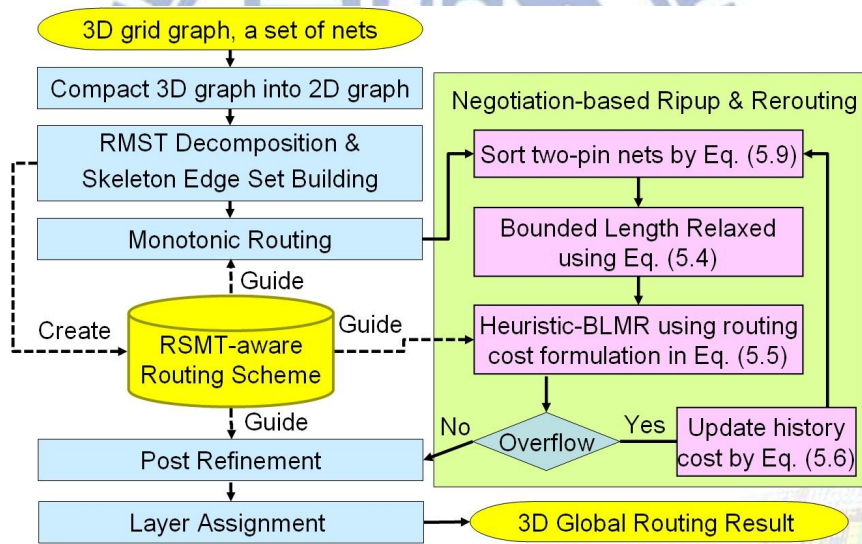 3D grid graph, a set of nets
Compact 3D graph into 2D graph
RMST Decomposition &
Skeleton Edge Set Building
Monotonic Routing
Guide
Create
RSMT-aware
Routing Scheme
Guide
Guide
Post Refinement
Layer Assignment
Negotiation-based Ripup & Rerouting
Sort two-pin nets by Eq. (5.9)
Bounded Length Relaxed
using Eq. (5.4)
Heuristic-BLMR using routing
cost formulation in Eq. (5.5)
No
Overflow
Yes
Update history
cost by Eq. (5.6)
3D Global Routing Result